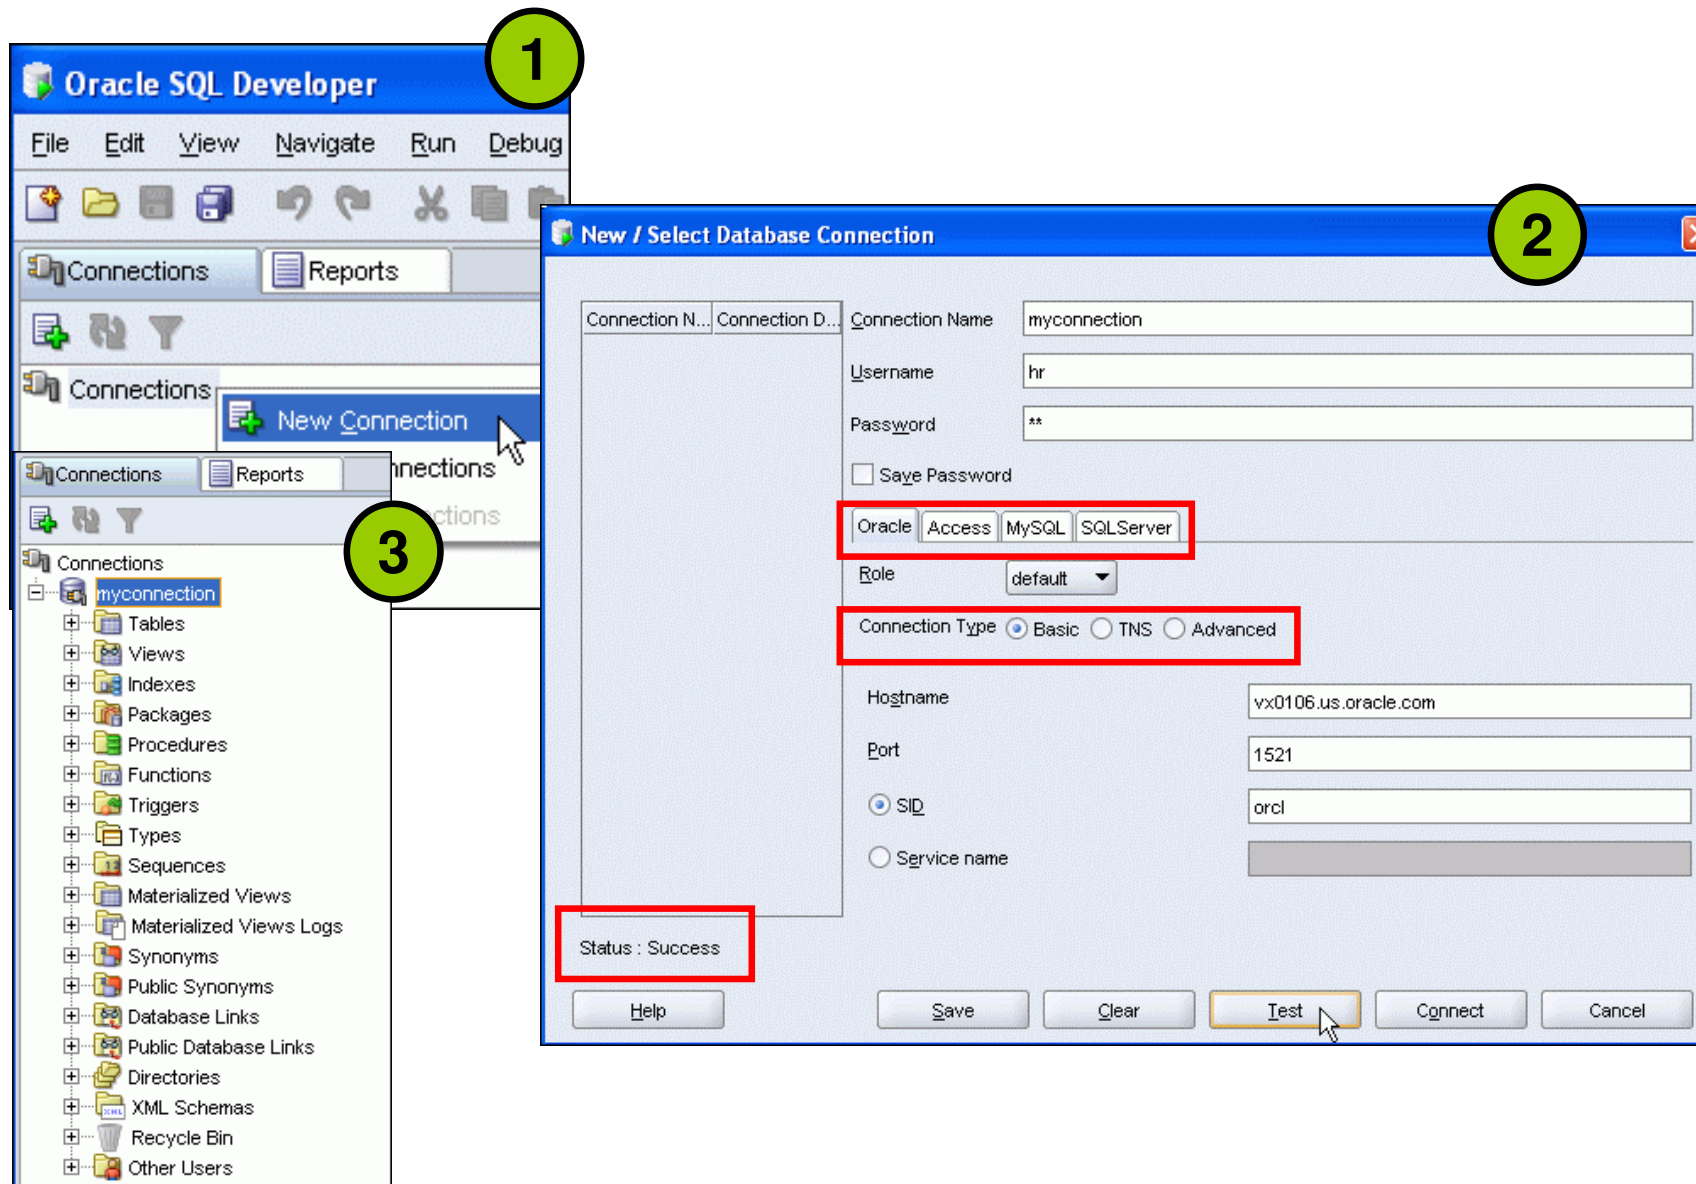 1
Oracle SQL Developer
File Edit View Navigate Run Debug
Connections Reports
Connections
New Connection
nnections
ctions
2
New / Select Database Connection
Connection N... Connection D...
Connection Name myconnection
Username hr
Password **
Save Password
Oracle Access MySQL SQLServer
Role default
Connection Type Basic TNS Advanced
Hostname vx0106.us.oracle.com
Port 1521
SID orcl
Service name
Status : Success
Help Save Clear Test Connect Cancel
3
Connections Reports
Connections
myconnection
Tables
Views
Indexes
Packages
Procedures
Functions
Triggers
Types
Sequences
Materialized Views
Materialized Views Logs
Synonyms
Public Synonyms
Database Links
Public Database Links
Directories
XML Schemas
Recycle Bin
Other Users